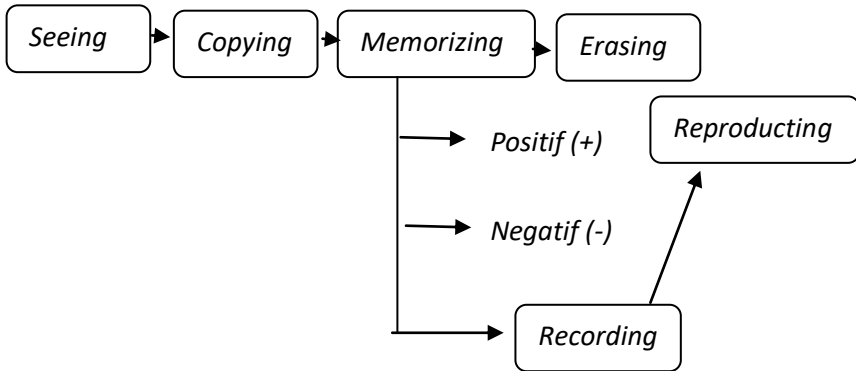 Seeing
Copying
Memorizing
Erasing
Positif (+)
Reproducting
Negatif (-)
Recording